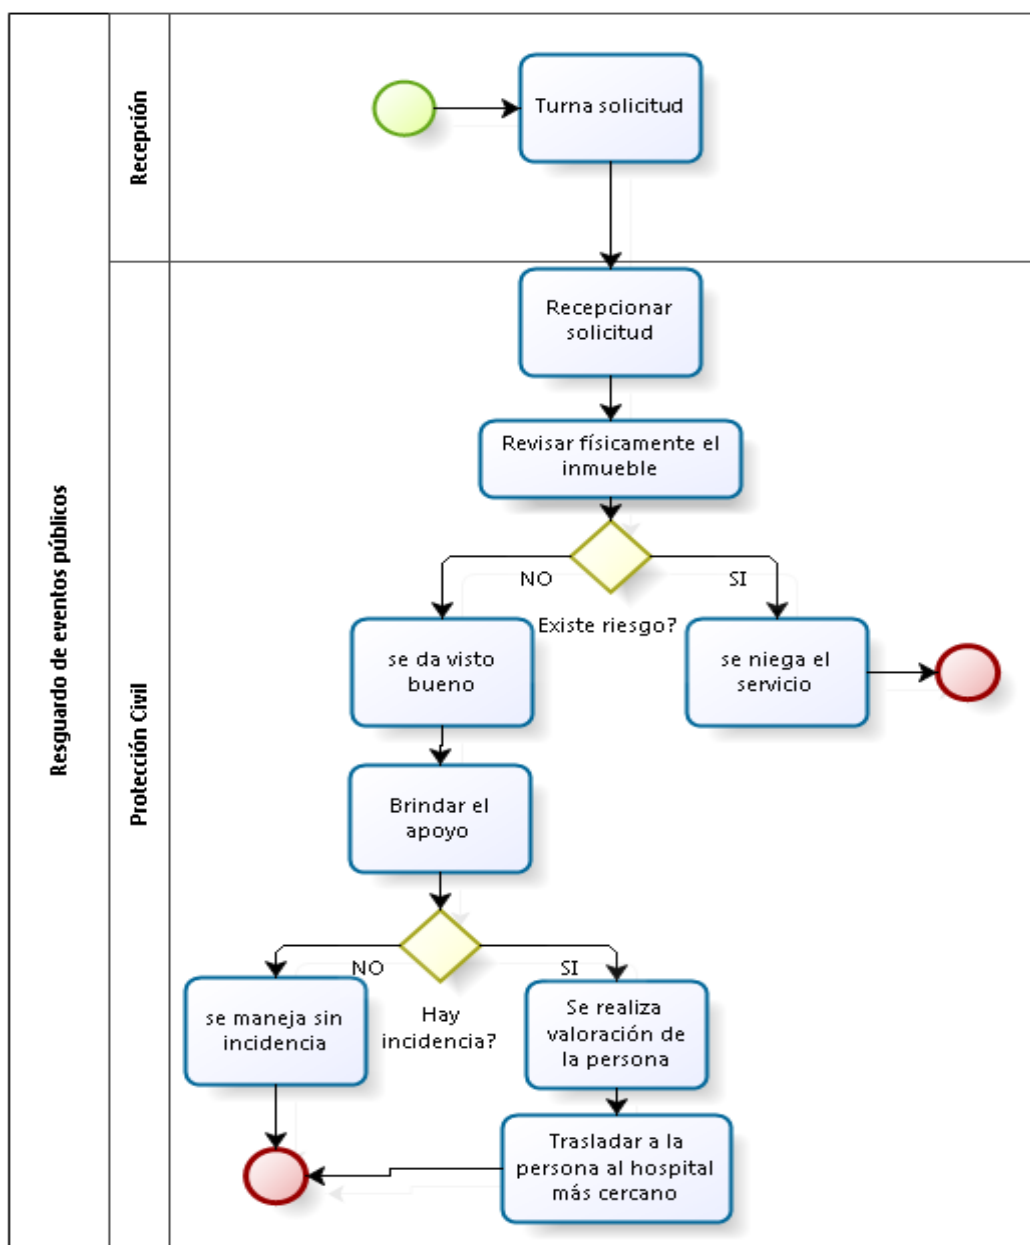 Resguardo de eventos públicos
Recepción
Turna solicitud
Protección Civil
Recepcionar
solicitud
Revisar físicamente el
inmueble
NO
SI
Existe riesgo?
se da visto
bueno
se niega el
servicio
Brindar el
apoyo
NO
SI
Hay
incidencia?
se maneja sin
incidencia
Se realiza
valoración de
la persona
Trasladar a la
persona al hospital
más cercano